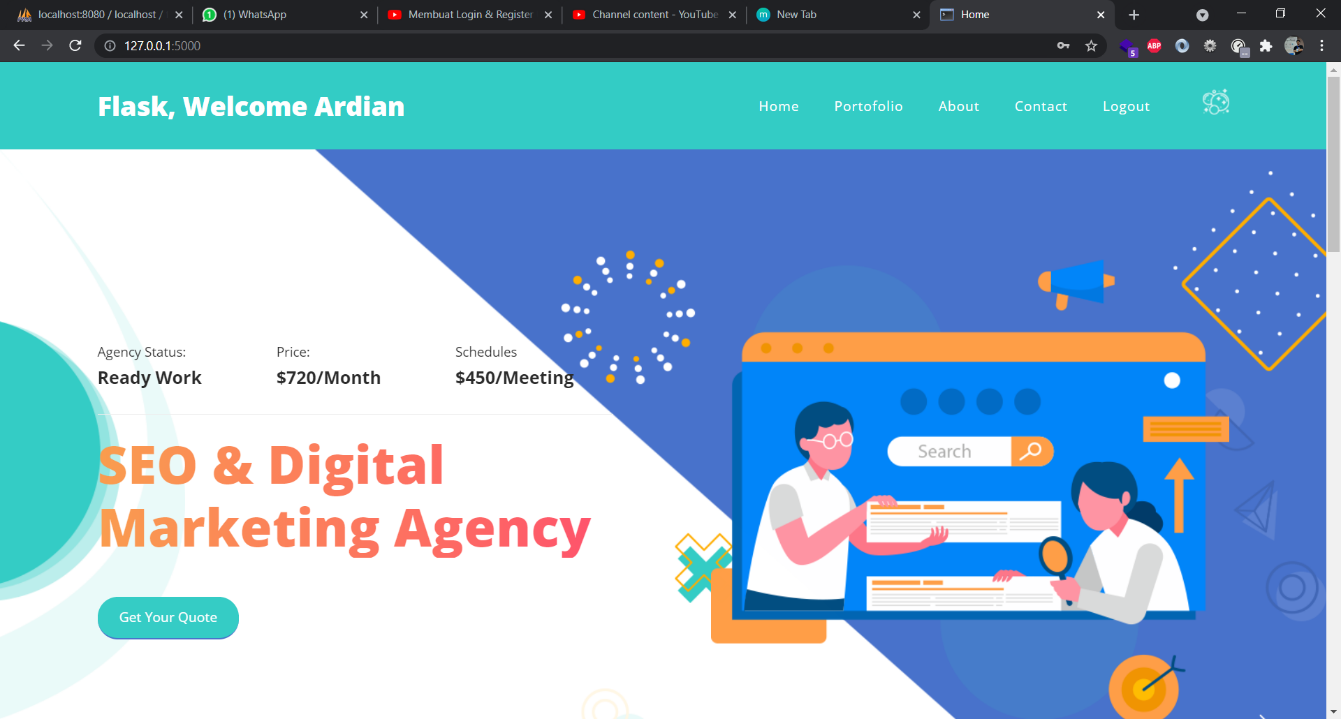 localhost:8080 / localhost /
(1) WhatsApp
Membuat Login & Register
Channel content - YouTube
New Tab
Home
127.0.0.1:5000
ABP
5
Flask, Welcome Ardian
Home
Portofolio
About
Contact
Logout
Agency Status:
Price:
Schedules
Ready Work
$720/Month
$450/Meeting
SEO & Digital
Marketing Agency
Search
Get Your Quote